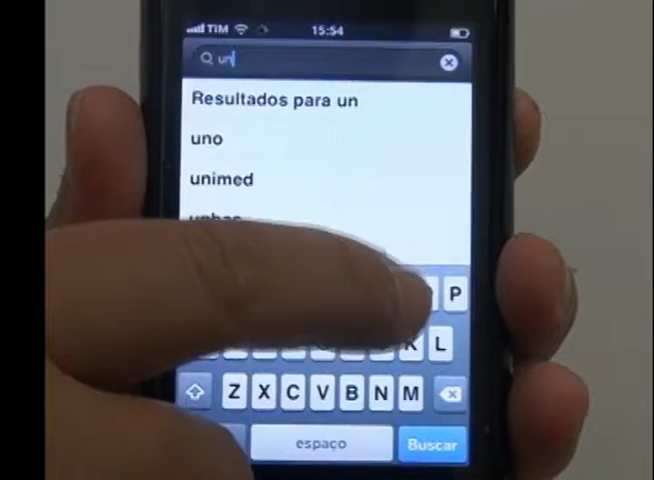 TIM 15:54
un
Resultados para un
uno
unimed
P
K L
Z X C V B N M
espaço Buscar